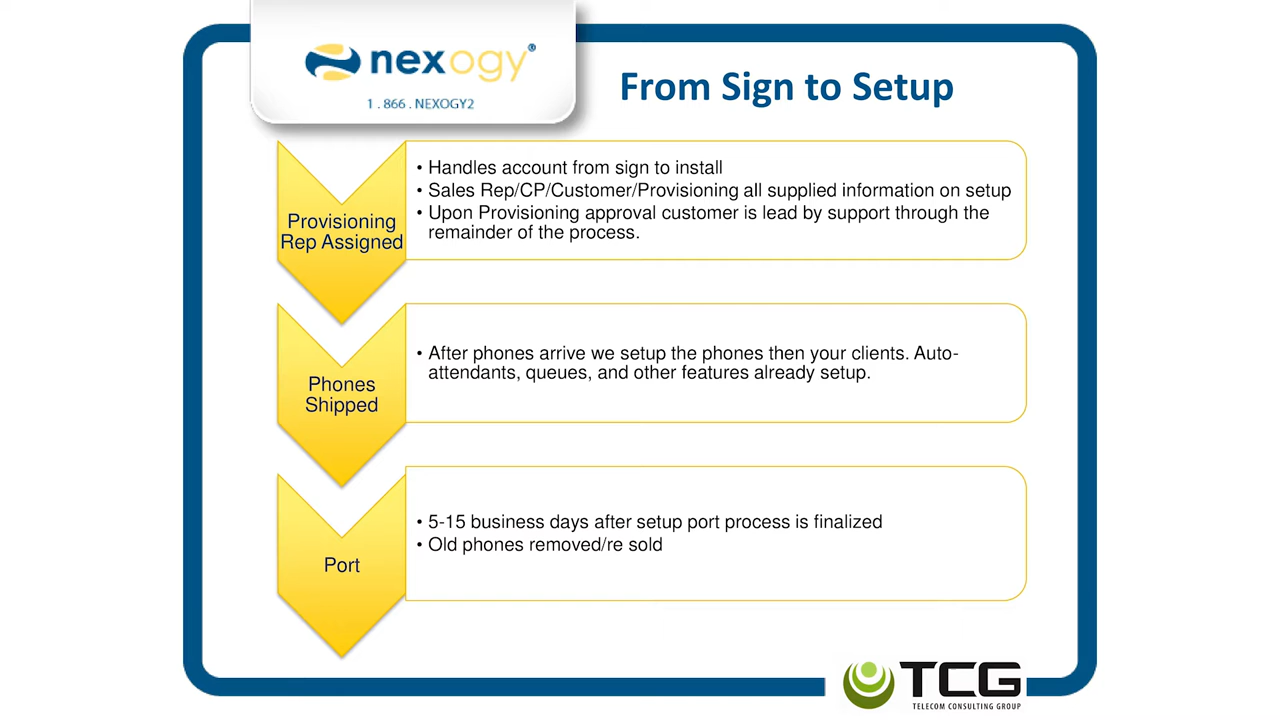 nexogy®
1 . 866 . NEXOGY2
From Sign to Setup
Provisioning
Rep Assigned
• Handles account from sign to install
• Sales Rep/CP/Customer/Provisioning all supplied information on setup
• Upon Provisioning approval customer is lead by support through the
remainder of the process.
Phones
Shipped
• After phones arrive we setup the phones then your clients. Auto-
attendants, queues, and other features already setup.
Port
• 5-15 business days after setup port process is finalized
• Old phones removed/re sold
TCG
TELECOM CONSULTING GROUP